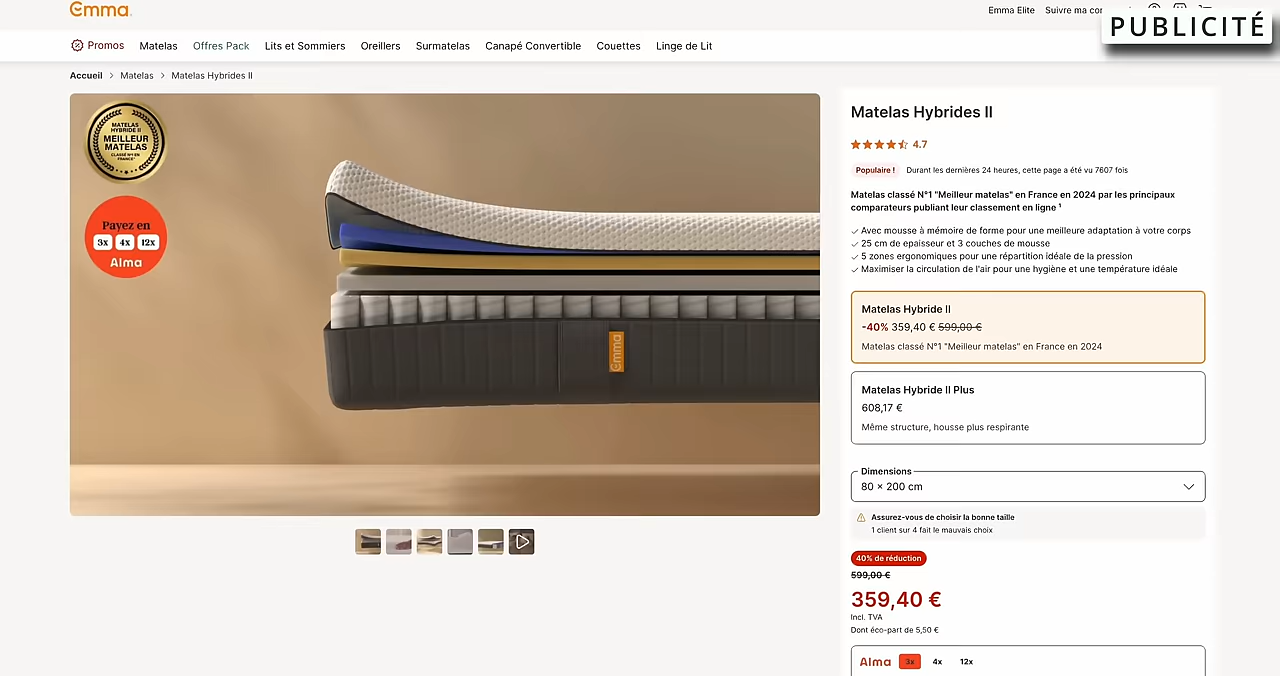 Emma
Emma Elite Suivre ma
PUBLICITÉ
Promos Matelas Offres Pack Lits et Sommiers Oreillers Surmatelas Canapé Convertible Couettes Linge de Lit
Accueil > Matelas > Matelas Hybrides II
MATELAS
HYBRIDE II
MEILLEUR
MATELAS
CLASSÉ N°1 EN
FRANCE
Payez en
3x 4x 12x
Alma
Emma
Matelas Hybrides II
4.7
Populaire ! Durant les dernières 24 heures, cette page a été vu 7607 fois
Matelas classé N°1 "Meilleur matelas" en France en 2024 par les principaux
comparateurs publiant leur classement en ligne ¹
Avec mousse à mémoire de forme pour une meilleure adaptation à votre corps
25 cm de epaisseur et 3 couches de mousse
5 zones ergonomiques pour une répartition idéale de la pression
Maximiser la circulation de l'air pour une hygiène et une température idéale
Matelas Hybride II
-40% 359,40 € 599,00 €
Matelas classé N°1 "Meilleur matelas" en France en 2024
Matelas Hybride II Plus
608,17 €
Même structure, housse plus respirante
Dimensions
80 × 200 cm
Assurez-vous de choisir la bonne taille
1 client sur 4 fait le mauvais choix
40% de réduction
599,00 €
359,40 €
Incl. TVA
Dont éco-part de 5,50 €
Alma 3x 4x 12x